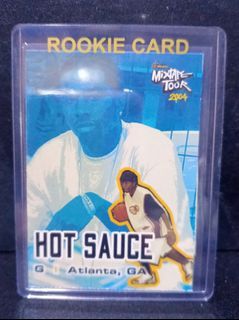 ROOKIE CARD
MIXTAPE
TOUR
2004
HOT SAUCE
G Atlanta, GA